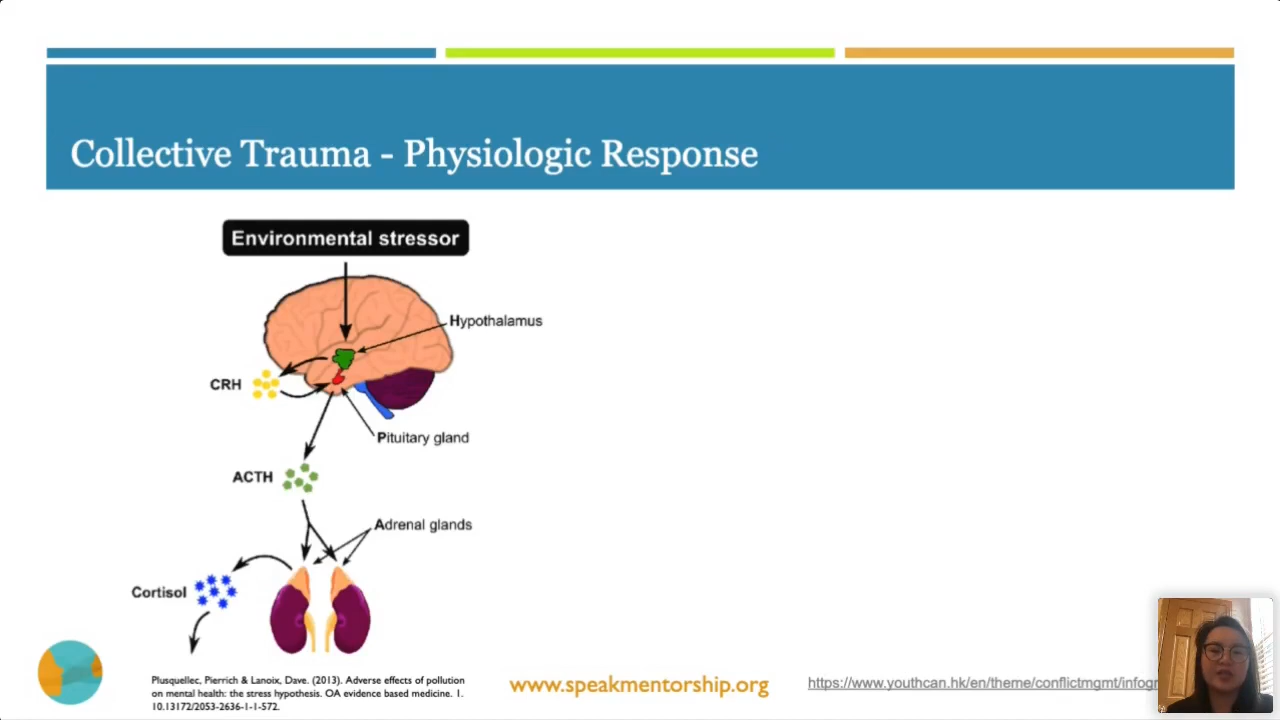 Collective Trauma - Physiologic Response
Environmental stressor
Hypothalamus
CRH
Pituitary gland
ACTH
Adrenal glands
Cortisol
Plusquellec, Pierrich & Lanoix, Dave. (2013). Adverse effects of pollution
on mental health: the stress hypothesis. OA evidence based medicine. 1.
10.13172/2053-2636-1-1-572.
www.speakmentorship.org
https://www.youthcan.hk/en/theme/conflictmgmt/infogr